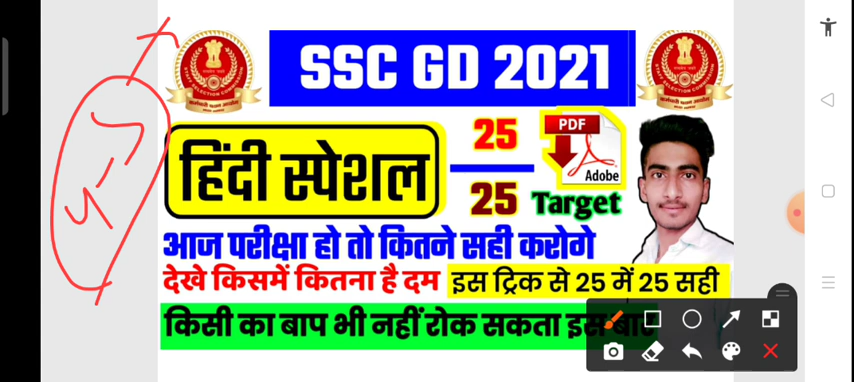 SSC GD 2021
हिंदी स्पेशल
25
25
PDF
Adobe
Target
आज परीक्षा हो तो कितने सही करोगे
देखे किसमें कितना है दम इस ट्रिक से 25 में 25 सही
किसी का बाप भी नहीं रोक सकता इस बार